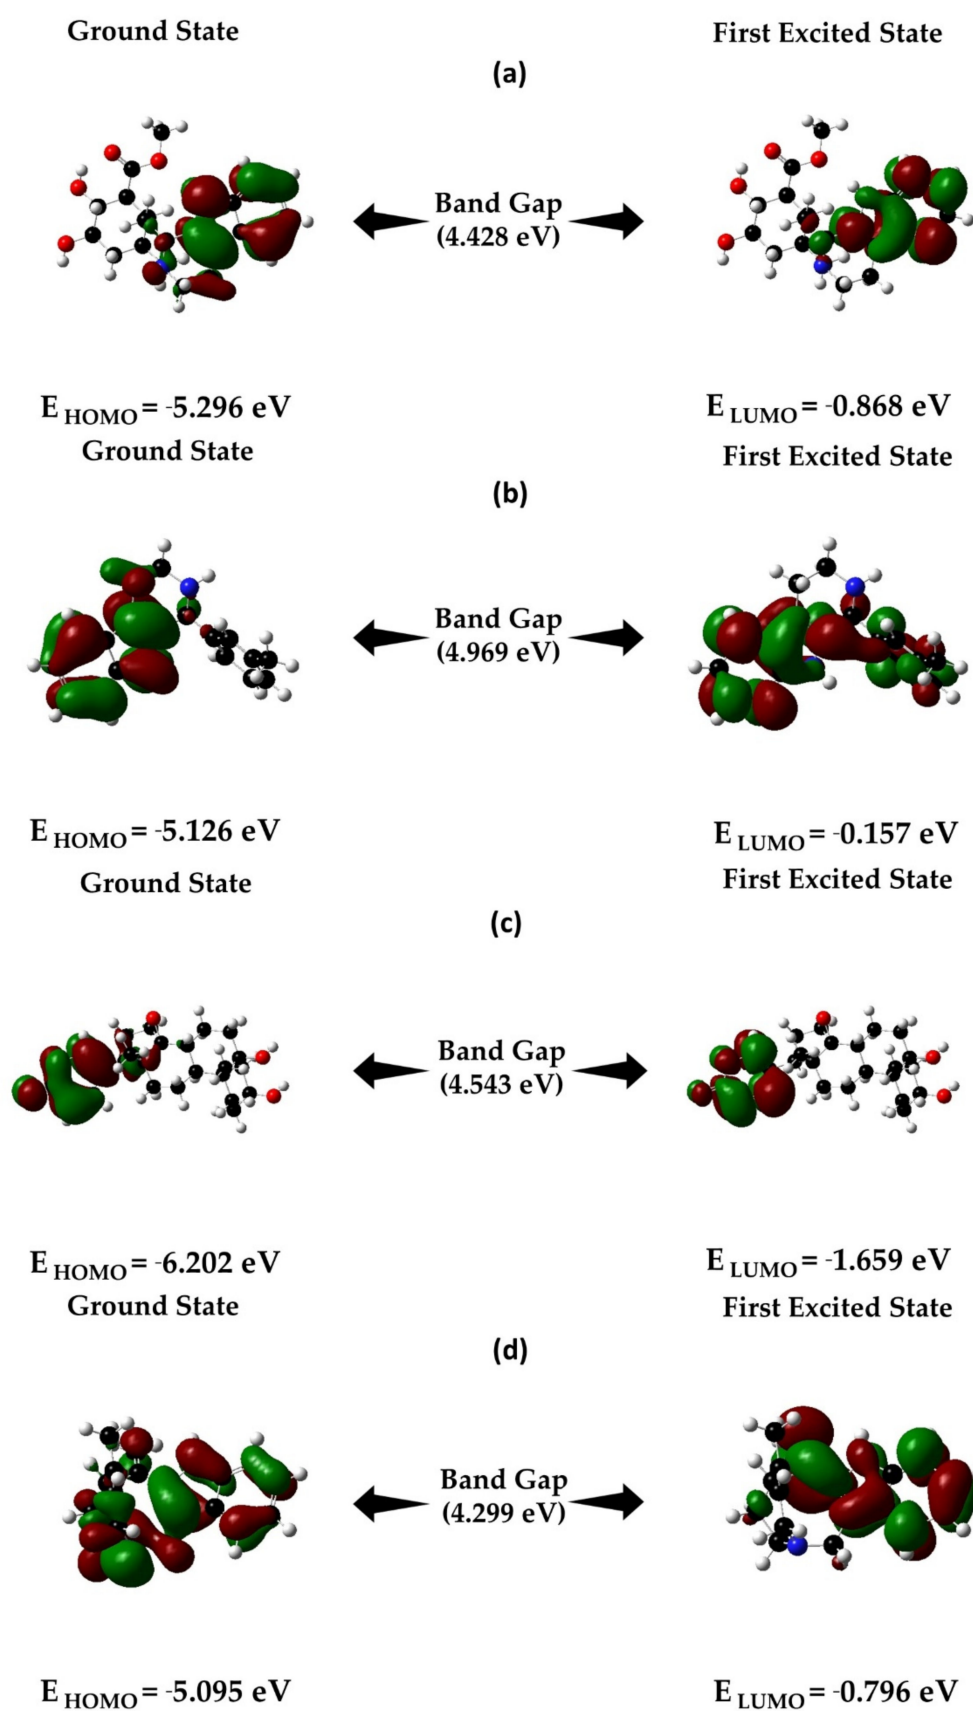 Ground State
First Excited State
(a)
Band Gap
(4.428 eV)
E HOMO = -5.296 eV
E LUMO = -0.868 eV
Ground State
First Excited State
(b)
Band Gap
(4.969 eV)
E HOMO = -5.126 eV
E LUMO = -0.157 eV
Ground State
First Excited State
(c)
Band Gap
(4.543 eV)
E HOMO = -6.202 eV
E LUMO = -1.659 eV
Ground State
First Excited State
(d)
Band Gap
(4.299 eV)
E HOMO = -5.095 eV
E LUMO = -0.796 eV